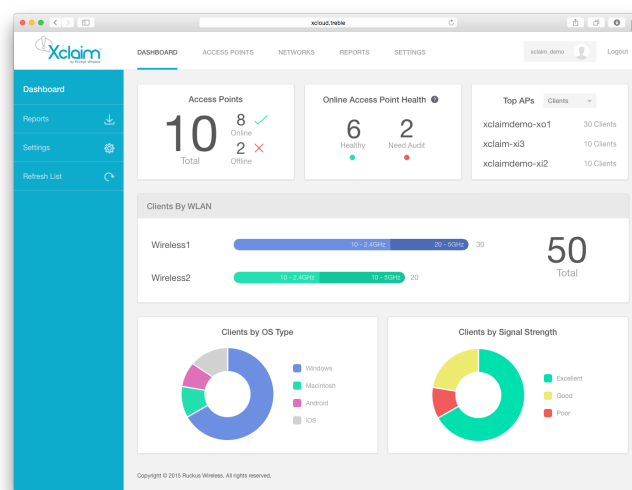 xcloud.treble
Xclaim
by Ruckus Wireless
DASHBOARD
ACCESS POINTS
NETWORKS
REPORTS
SETTINGS
xclaim_demo
Logout
Dashboard
Reports
Settings
Refresh List
Access Points
10
Total
8
Online
2
Offline
Online Access Point Health ?
6
Healthy
2
Need Audit
Top APs
Clients
xclaimdemo-xo1 30 Clients
xclaim-xi3 10 Clients
xclaimdemo-xi2 10 Clients
Clients By WLAN
Wireless1 10 - 2.4GHz 20 - 5GHz 30
Wireless2 10 - 2.4GHz 10 - 5GHz 20
50
Total
Clients by OS Type
Windows
Macintosh
Android
iOS
Clients by Signal Strength
Excellent
Good
Poor
Copyright © 2015 Ruckus Wireless. All rights reserved.